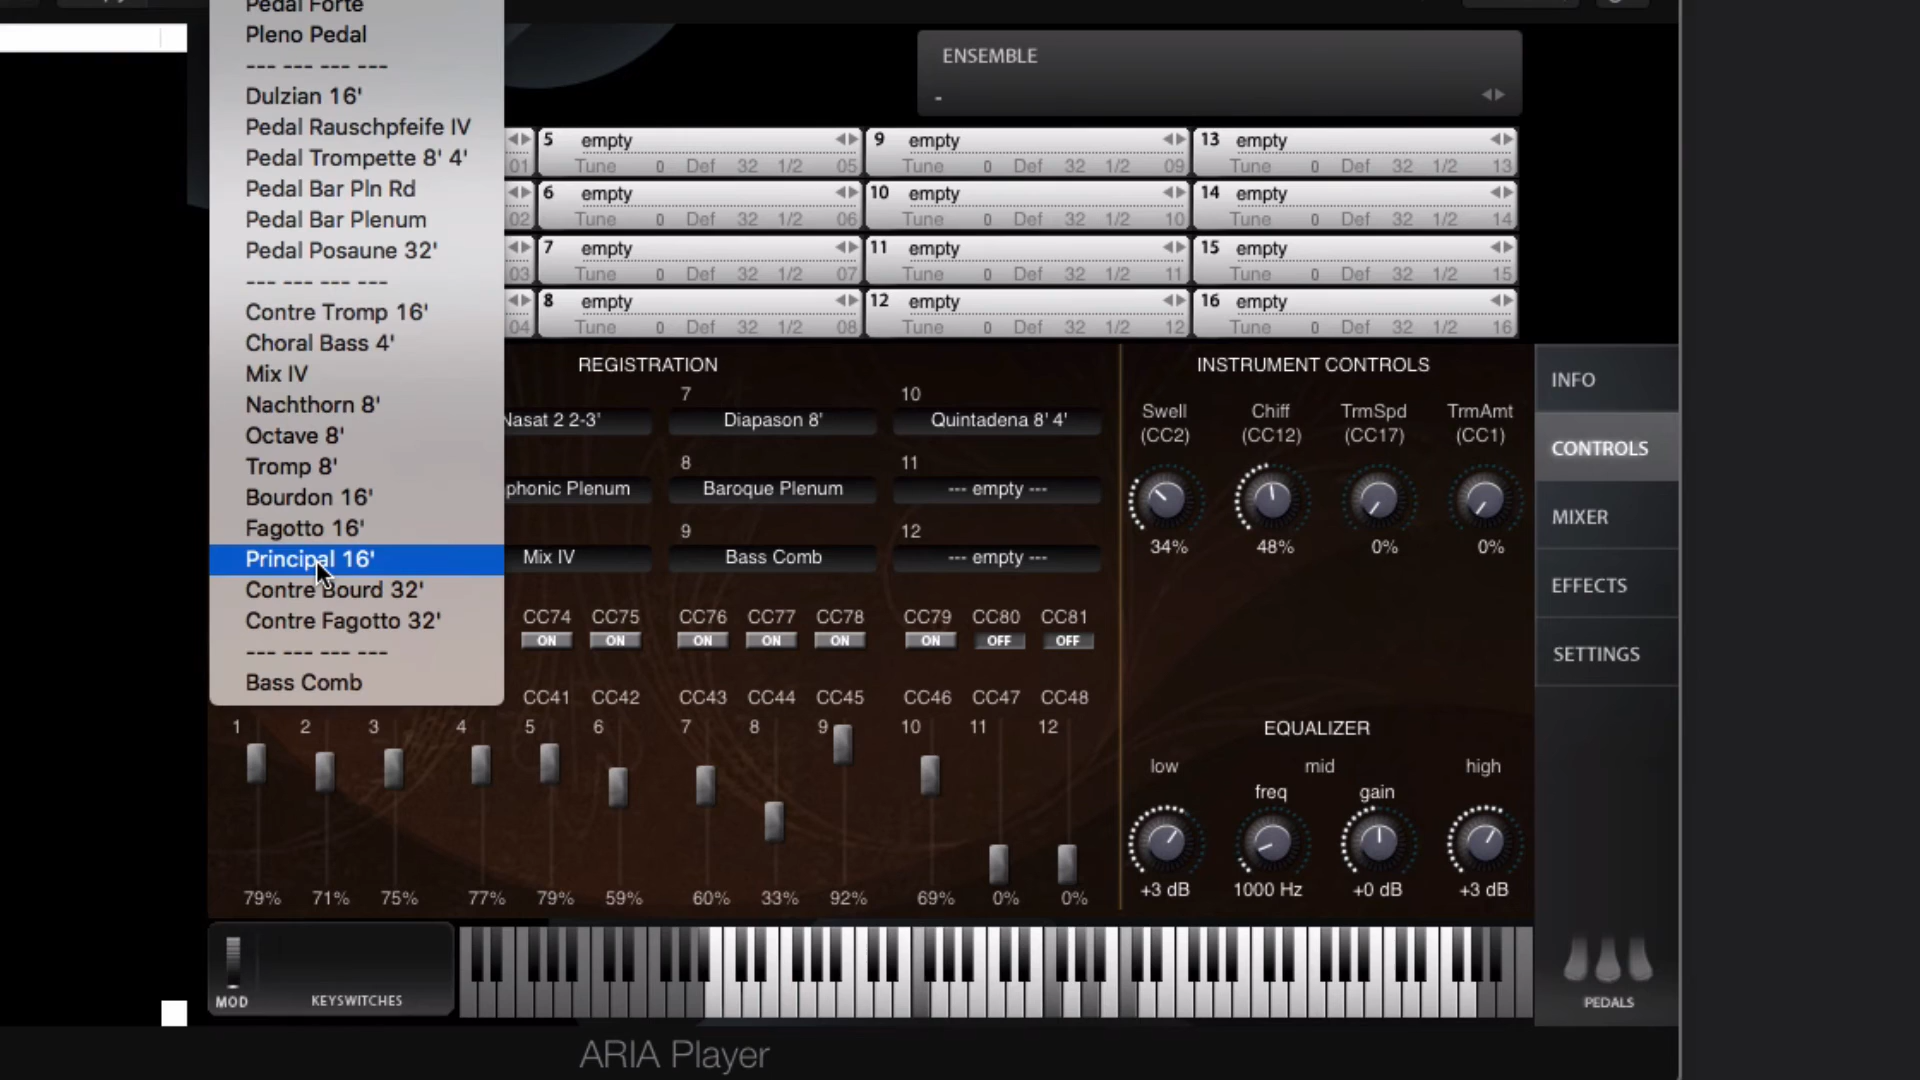 Pedal Forte
Pleno Pedal
--- --- --- ---
Dulzian 16'
Pedal Rauschpfeife IV
Pedal Trompette 8' 4'
Pedal Bar Pln Rd
Pedal Bar Plenum
Pedal Posaune 32'
--- --- --- ---
Contre Tromp 16'
Choral Bass 4'
Mix IV
Nachthorn 8'
Octave 8'
Tromp 8'
Bourdon 16'
Fagotto 16'
Principal 16'
Contre Bourd 32'
Contre Fagotto 32'
--- --- --- ---
Bass Comb
ENSEMBLE
-
01
5 empty
Tune 0 Def 32 1/2 05
9 empty
Tune 0 Def 32 1/2 09
13 empty
Tune 0 Def 32 1/2 13
02
6 empty
Tune 0 Def 32 1/2 06
10 empty
Tune 0 Def 32 1/2 10
14 empty
Tune 0 Def 32 1/2 14
03
7 empty
Tune 0 Def 32 1/2 07
11 empty
Tune 0 Def 32 1/2 11
15 empty
Tune 0 Def 32 1/2 15
04
8 empty
Tune 0 Def 32 1/2 08
12 empty
Tune 0 Def 32 1/2 12
16 empty
Tune 0 Def 32 1/2 16
REGISTRATION
7 10
Nasat 2 2-3' Diapason 8' Quintadena 8' 4'
8 11
phonic Plenum Baroque Plenum --- empty ---
9 12
Mix IV Bass Comb --- empty ---
CC74 CC75 CC76 CC77 CC78 CC79 CC80 CC81
ON ON ON ON ON ON OFF OFF
CC41 CC42 CC43 CC44 CC45 CC46 CC47 CC48
1 2 3 4 5 6 7 8 9 10 11 12
79% 71% 75% 77% 79% 59% 60% 33% 92% 69% 0% 0%
INSTRUMENT CONTROLS
Swell Chiff TrmSpd TrmAmt
(CC2) (CC12) (CC17) (CC1)
34% 48% 0% 0%
EQUALIZER
low mid high
freq gain
+3 dB 1000 Hz +0 dB +3 dB
INFO
CONTROLS
MIXER
EFFECTS
SETTINGS
PEDALS
MOD KEYSWITCHES
ARIA Player